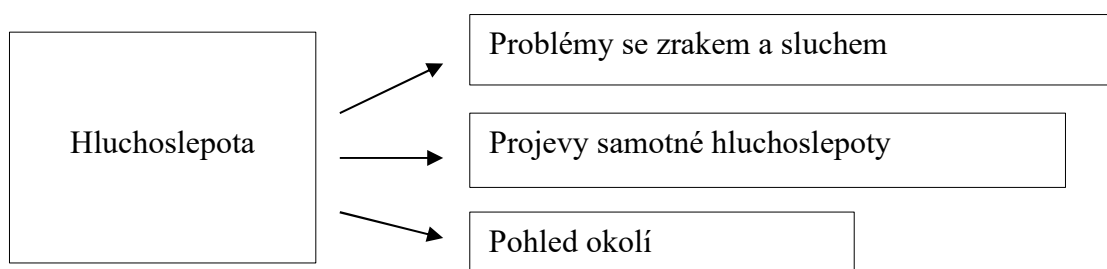 Problémy se zrakem a sluchem
Hluchoslepota
Projevy samotné hluchoslepoty
Pohled okolí